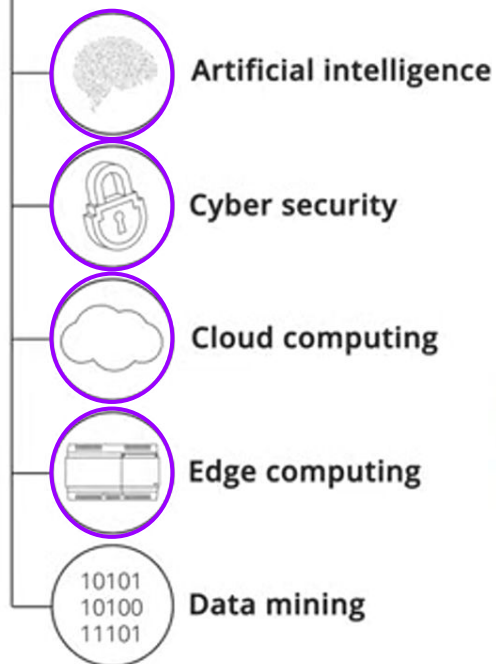 Artificial intelligence
Cyber security
Cloud computing
Edge computing
10101
10100
11101
Data mining